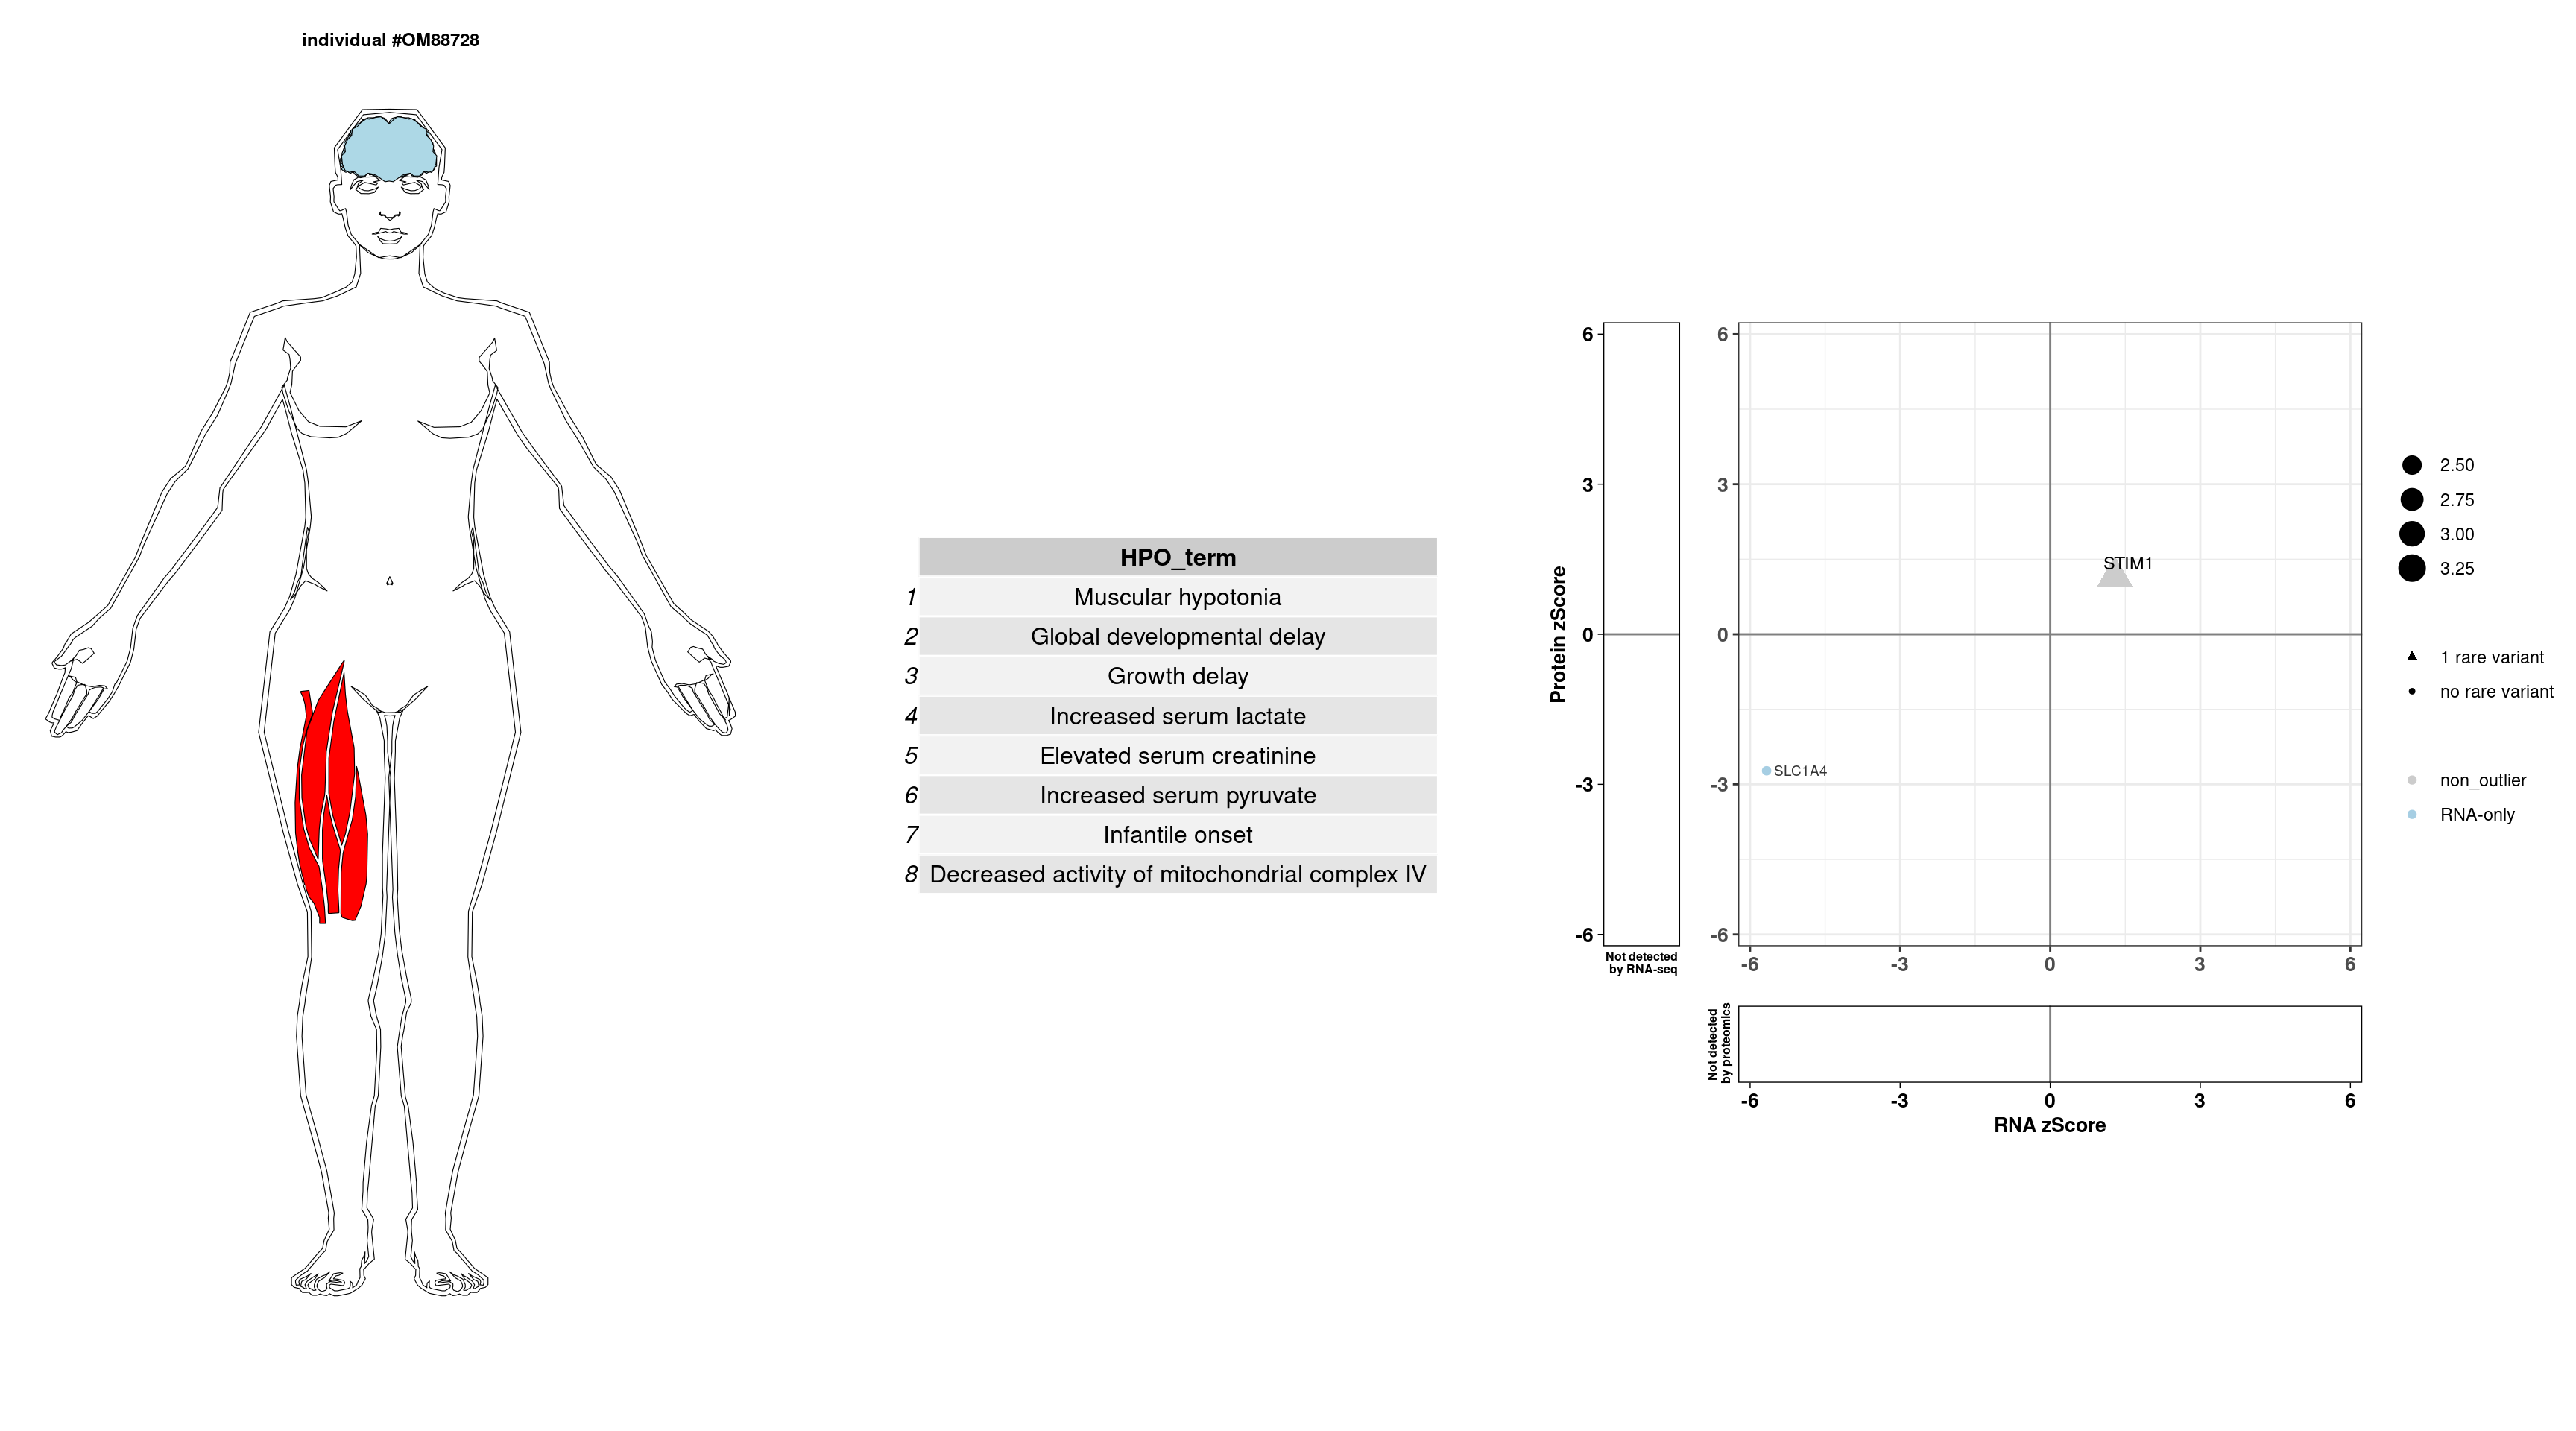 individual #OM88728
HPO_term
1 Muscular hypotonia
2 Global developmental delay
3 Growth delay
4 Increased serum lactate
5 Elevated serum creatinine
6 Increased serum pyruvate
7 Infantile onset
8 Decreased activity of mitochondrial complex IV
Protein zScore
6
3
0
-3
-6
Not detected
by RNA-seq
6
3
0
-3
-6
STIM1
SLC1A4
-6 -3 0 3 6
Not detected
by proteomics
-6 -3 0 3 6
RNA zScore
2.50
2.75
3.00
3.25
1 rare variant
no rare variant
non_outlier
RNA-only